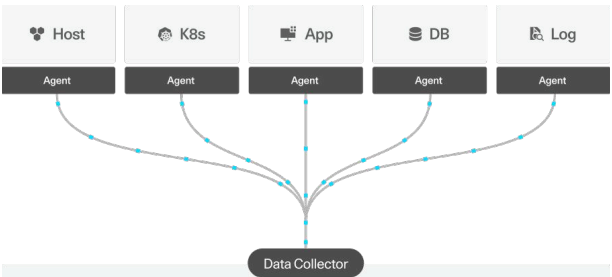 Host K8s App DB Log
Agent Agent Agent Agent Agent
Data Collector